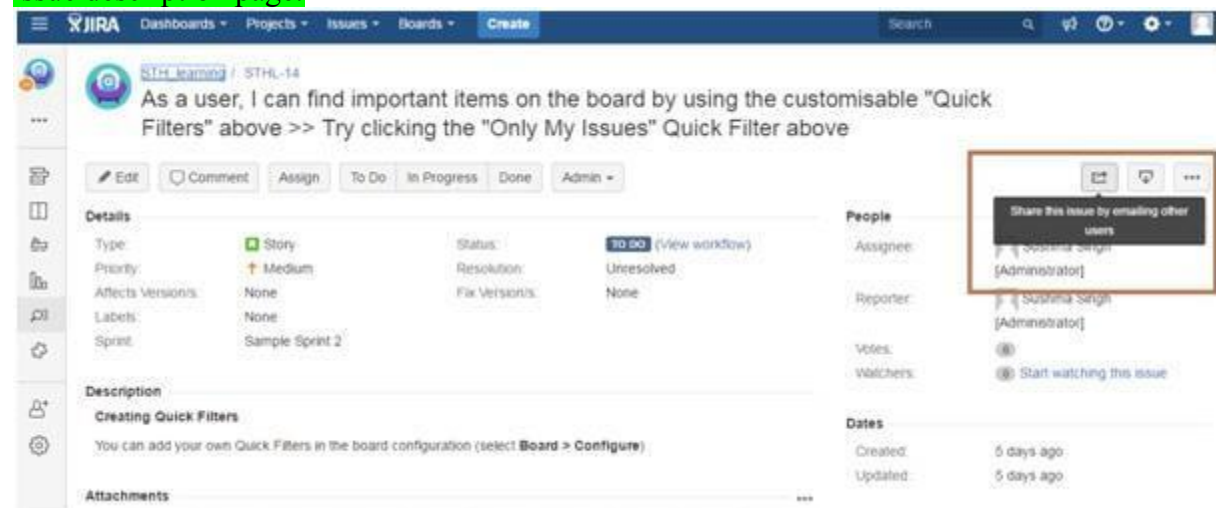 issue description page.
JIRA Dashboards Projects Issues Boards Create Search
STH_learning / STHL-14
As a user, I can find important items on the board by using the customisable "Quick
Filters" above >> Try clicking the "Only My Issues" Quick Filter above
Edit Comment Assign To Do In Progress Done Admin
Share this issue by emailing other
users
Details
Type: Story Status: TO DO (View workflow)
Priority: Medium Resolution: Unresolved
Affects Version/s: None Fix Version/s: None
Labels: None
Sprint: Sample Sprint 2
People
Assignee: Sushma Singh
[Administrator]
Reporter: Sushma Singh
[Administrator]
Votes: 0
Watchers: 0 Start watching this issue
Description
Creating Quick Filters
You can add your own Quick Filters in the board configuration (select Board > Configure)
Dates
Created: 5 days ago
Updated: 5 days ago
Attachments